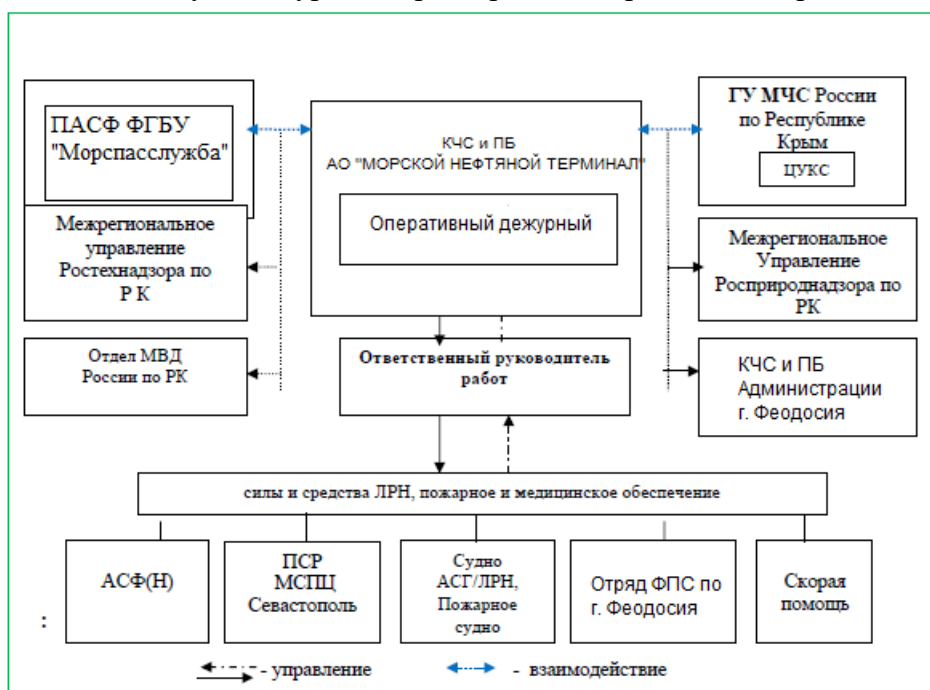 ПАСФ ФГБУ
"Морспасслужба"
КЧС и ПБ
АО "МОРСКОЙ НЕФТЯНОЙ ТЕРМИНАЛ"
Оперативный дежурный
ГУ МЧС России
по Республике
Крым
ЦУКС
Межрегиональное
управление
Ростехнадзора по
Р К
Межрегиональное
Управление
Росприроднадзора по
РК
Отдел МВД
России по РК
Ответственный руководитель
работ
КЧС и ПБ
Администрации
г. Феодосия
силы и средства ЛРН, пожарное и медицинское обеспечение
АСФ(Н)
ПСР
МСПЦ
Севастополь
Судно
АСГ/ЛРН,
Пожарное
судно
Отряд ФПС по
г. Феодосия
Скорая
помощь
:
- управление
- взаимодействие